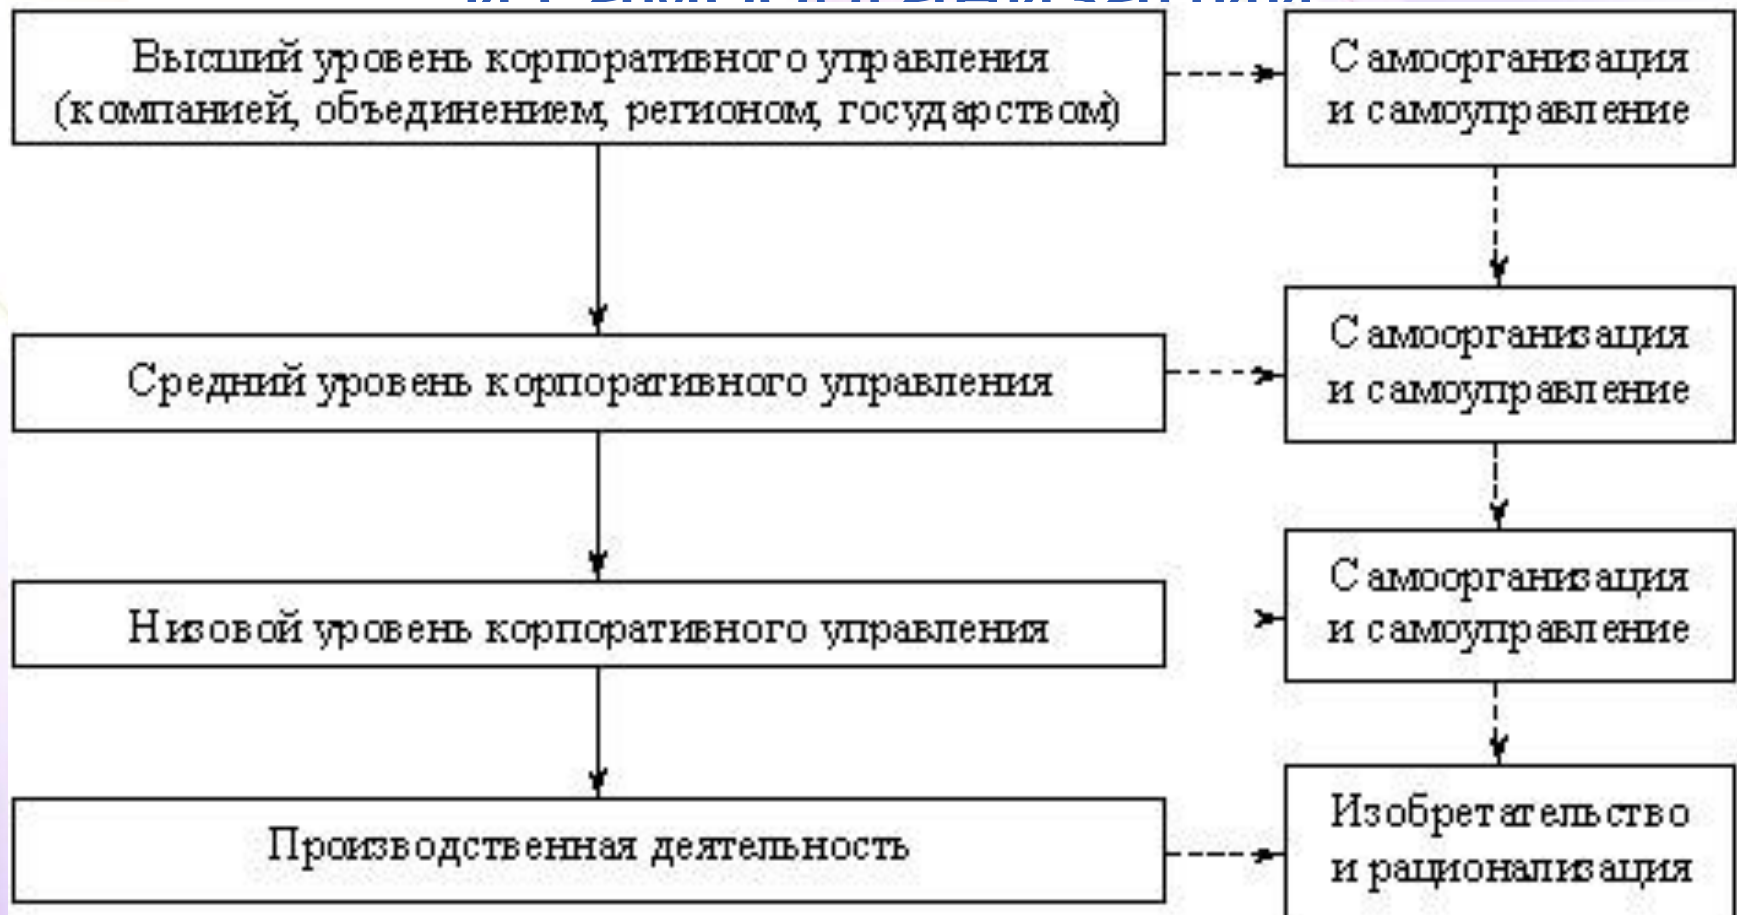 Высший уровень корпоративного управления
(компанией, объединением, регионом, государством)
Самоорганизация
и самоуправление
Средний уровень корпоративного управления
Самоорганизация
и самоуправление
Низовой уровень корпоративного управления
Самоорганизация
и самоуправление
Производственная деятельность
Изобретательство
и рационализация